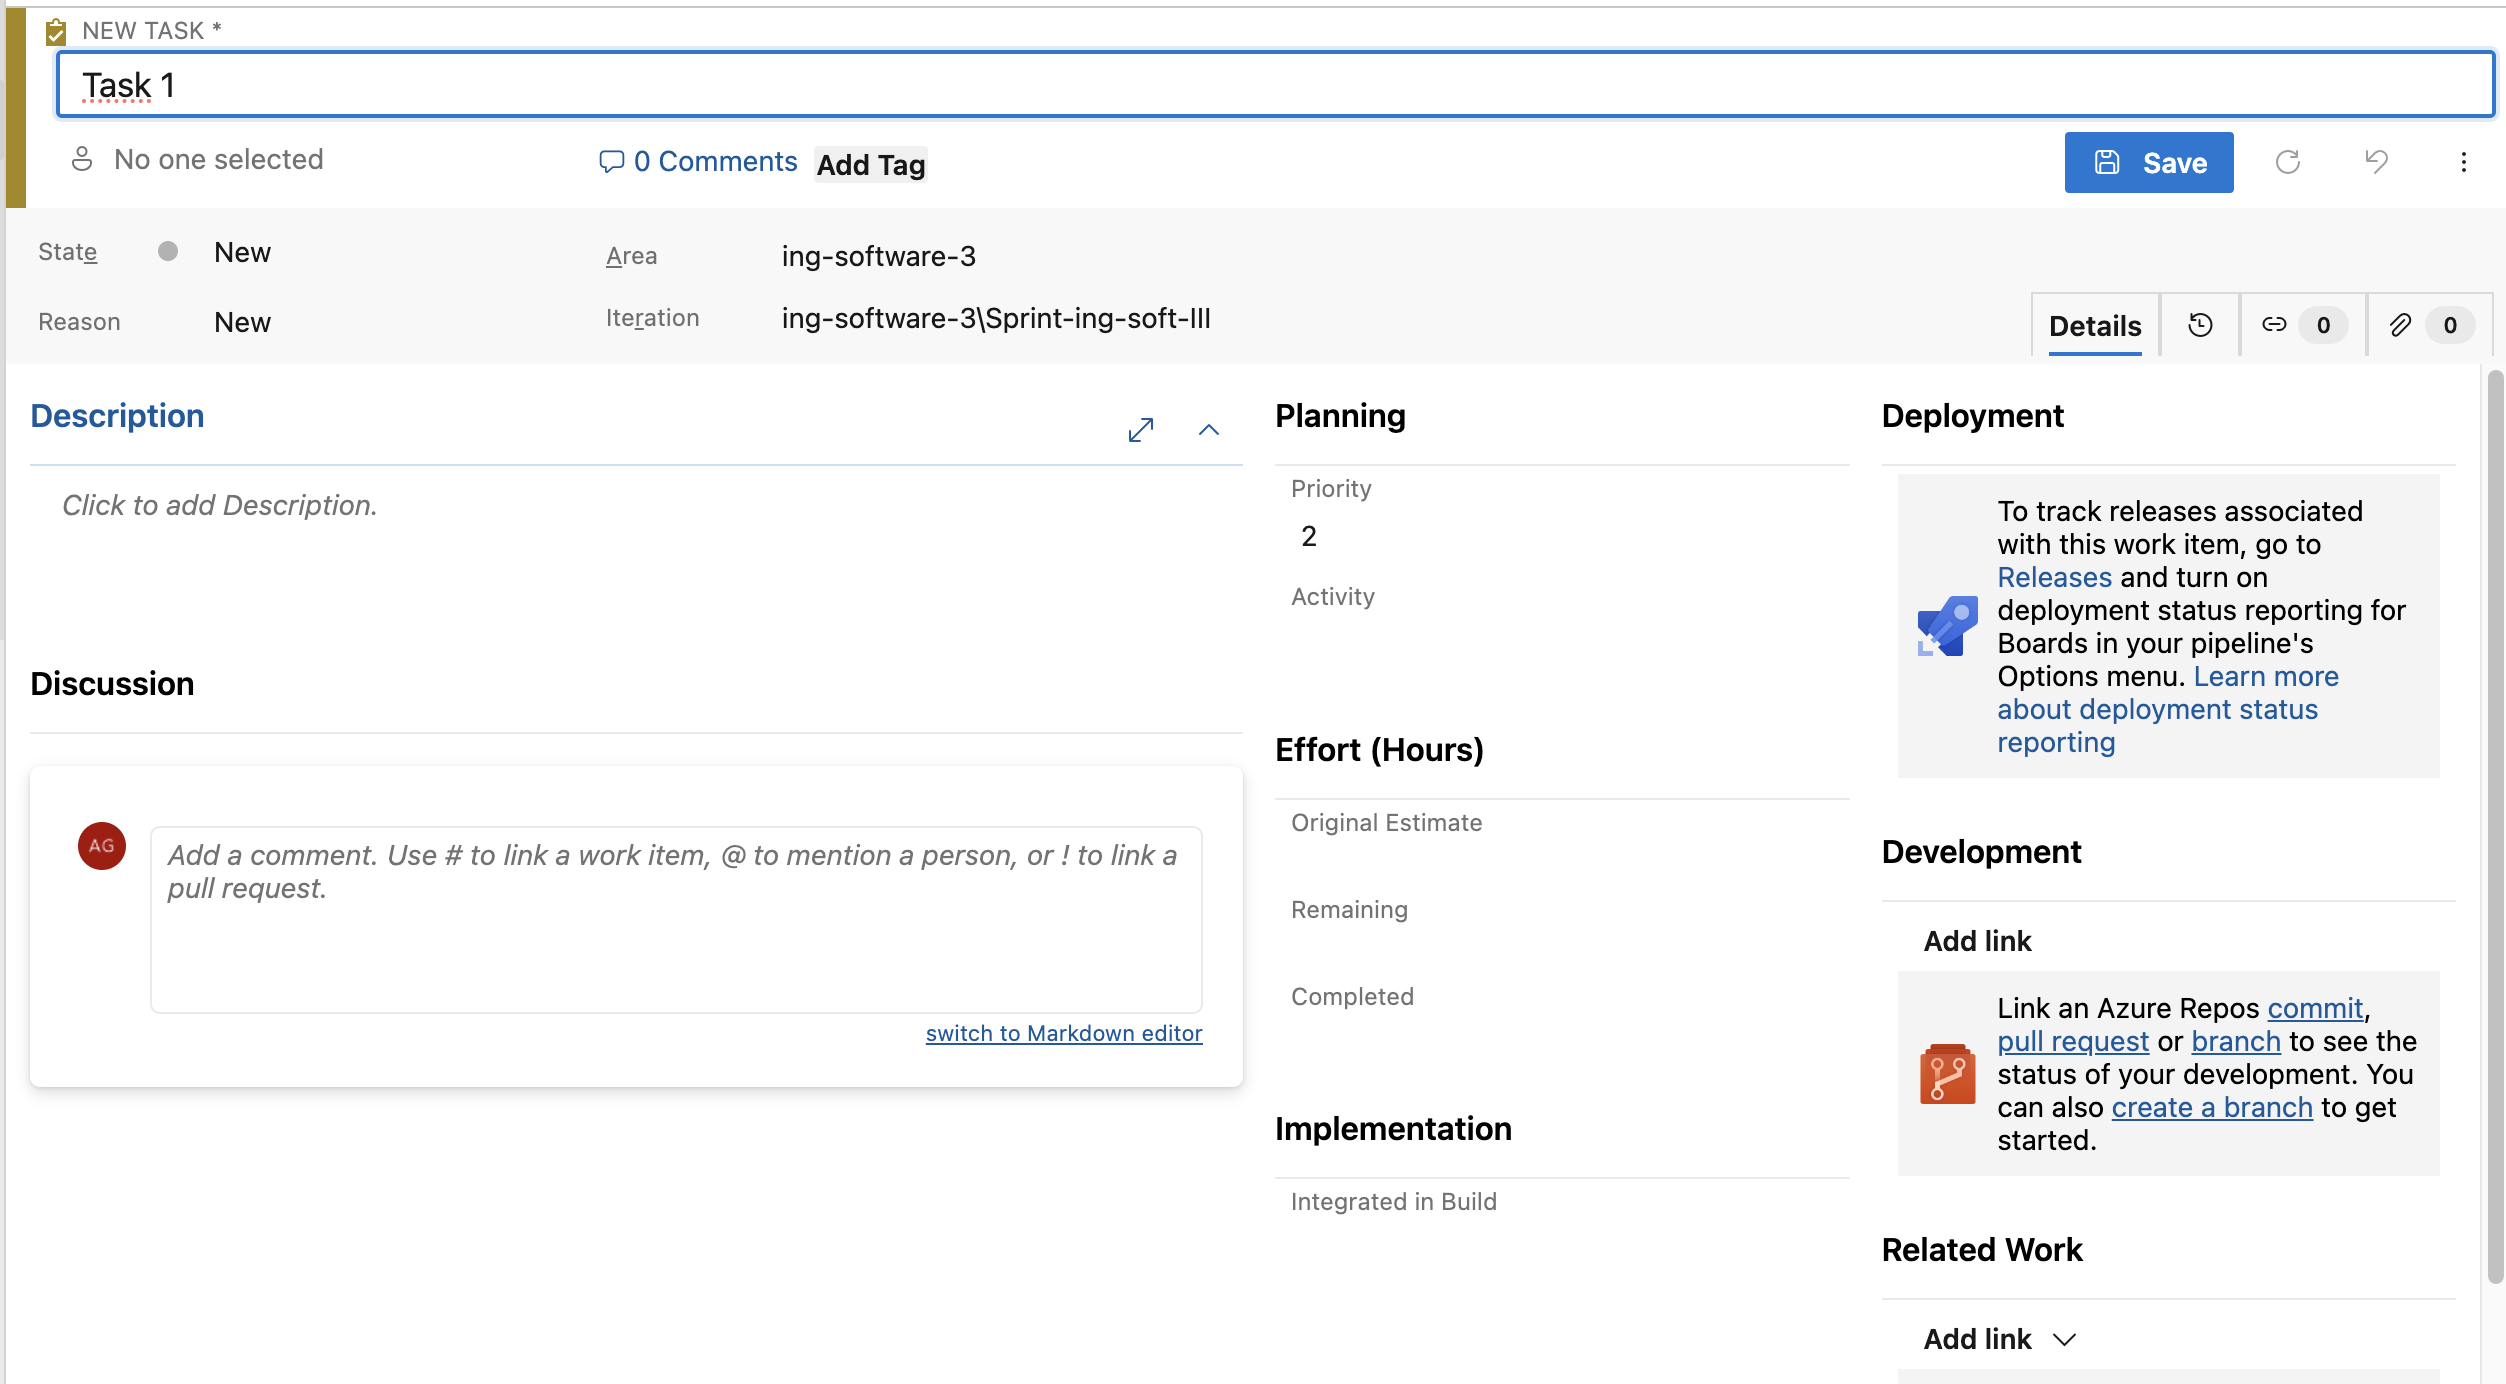 NEW TASK *
Task 1
No one selected
0 Comments
Add Tag
Save
State
New
Area
ing-software-3
Reason
New
Iteration
ing-software-3\Sprint-ing-soft-III
Details
0
0
Description
Click to add Description.
Discussion
AG
Add a comment. Use # to link a work item, @ to mention a person, or ! to link a
pull request.
switch to Markdown editor
Planning
Priority
2
Activity
Effort (Hours)
Original Estimate
Remaining
Completed
Implementation
Integrated in Build
Deployment
To track releases associated
with this work item, go to
Releases and turn on
deployment status reporting for
Boards in your pipeline's
Options menu. Learn more
about deployment status
reporting
Development
Add link
Link an Azure Repos commit,
pull request or branch to see the
status of your development. You
can also create a branch to get
started.
Related Work
Add link